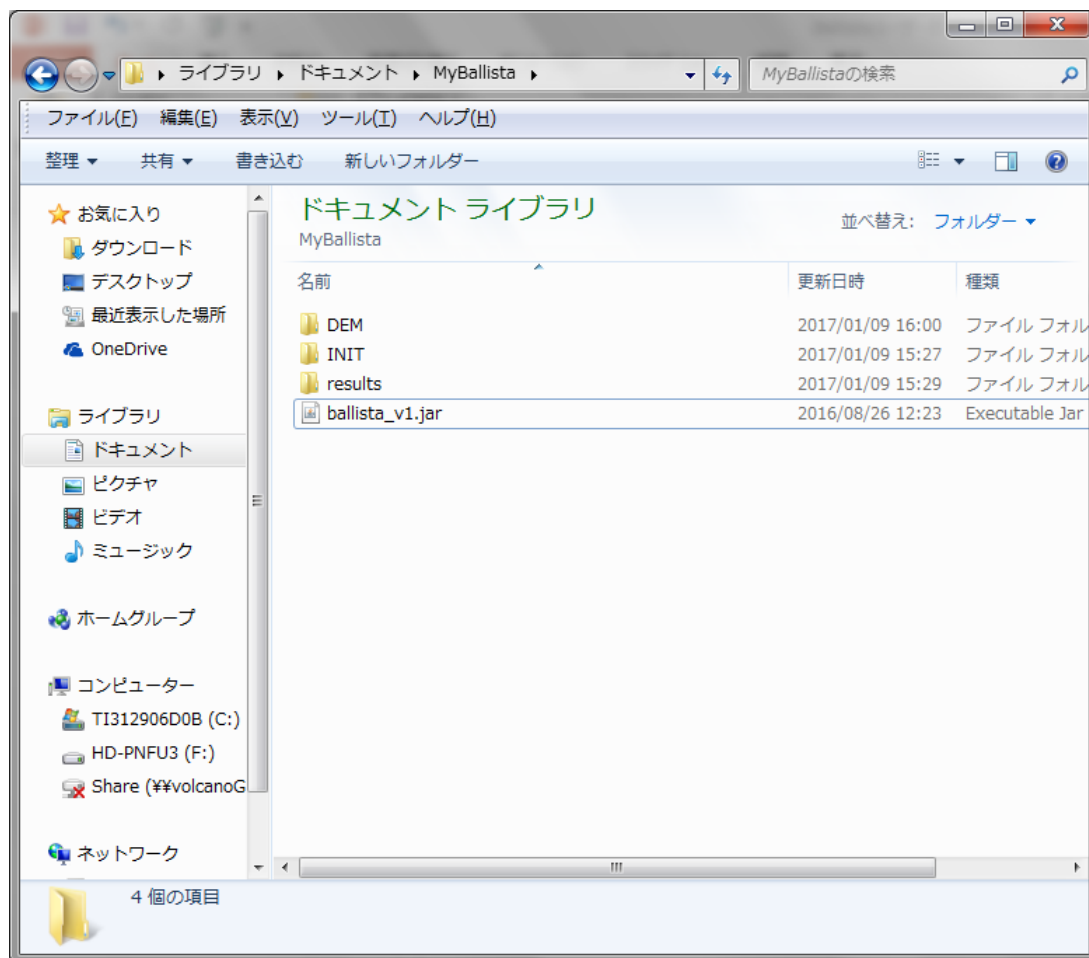 ライブラリ ドキュメント MyBallista MyBallistaの検索
ファイル(F) 編集(E) 表示(V) ツール(T) ヘルプ(H)
整理 共有 書き込む 新しいフォルダー
お気に入り
ダウンロード
デスクトップ
最近表示した場所
OneDrive
ライブラリ
ドキュメント
ピクチャ
ビデオ
ミュージック
ホームグループ
コンピューター
TI312906D0B (C:)
HD-PNFU3 (F:)
Share (¥¥volcanoG
ネットワーク
ドキュメント ライブラリ
MyBallista
並べ替え: フォルダー
名前 更新日時 種類
DEM 2017/01/09 16:00 ファイル フォル
INIT 2017/01/09 15:27 ファイル フォル
results 2017/01/09 15:29 ファイル フォル
ballista_v1.jar 2016/08/26 12:23 Executable Jar
4 個の項目